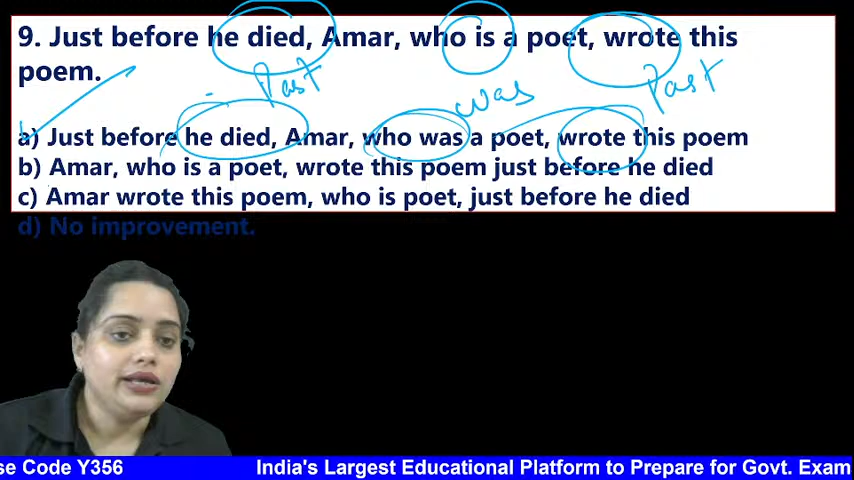 9. Just before he died, Amar, who is a poet, wrote this
poem.
Past
was
Past
a) Just before he died, Amar, who was a poet, wrote this poem
b) Amar, who is a poet, wrote this poem just before he died
c) Amar wrote this poem, who is poet, just before he died
d) No improvement.
se Code Y356
India's Largest Educational Platform to Prepare for Govt. Exam